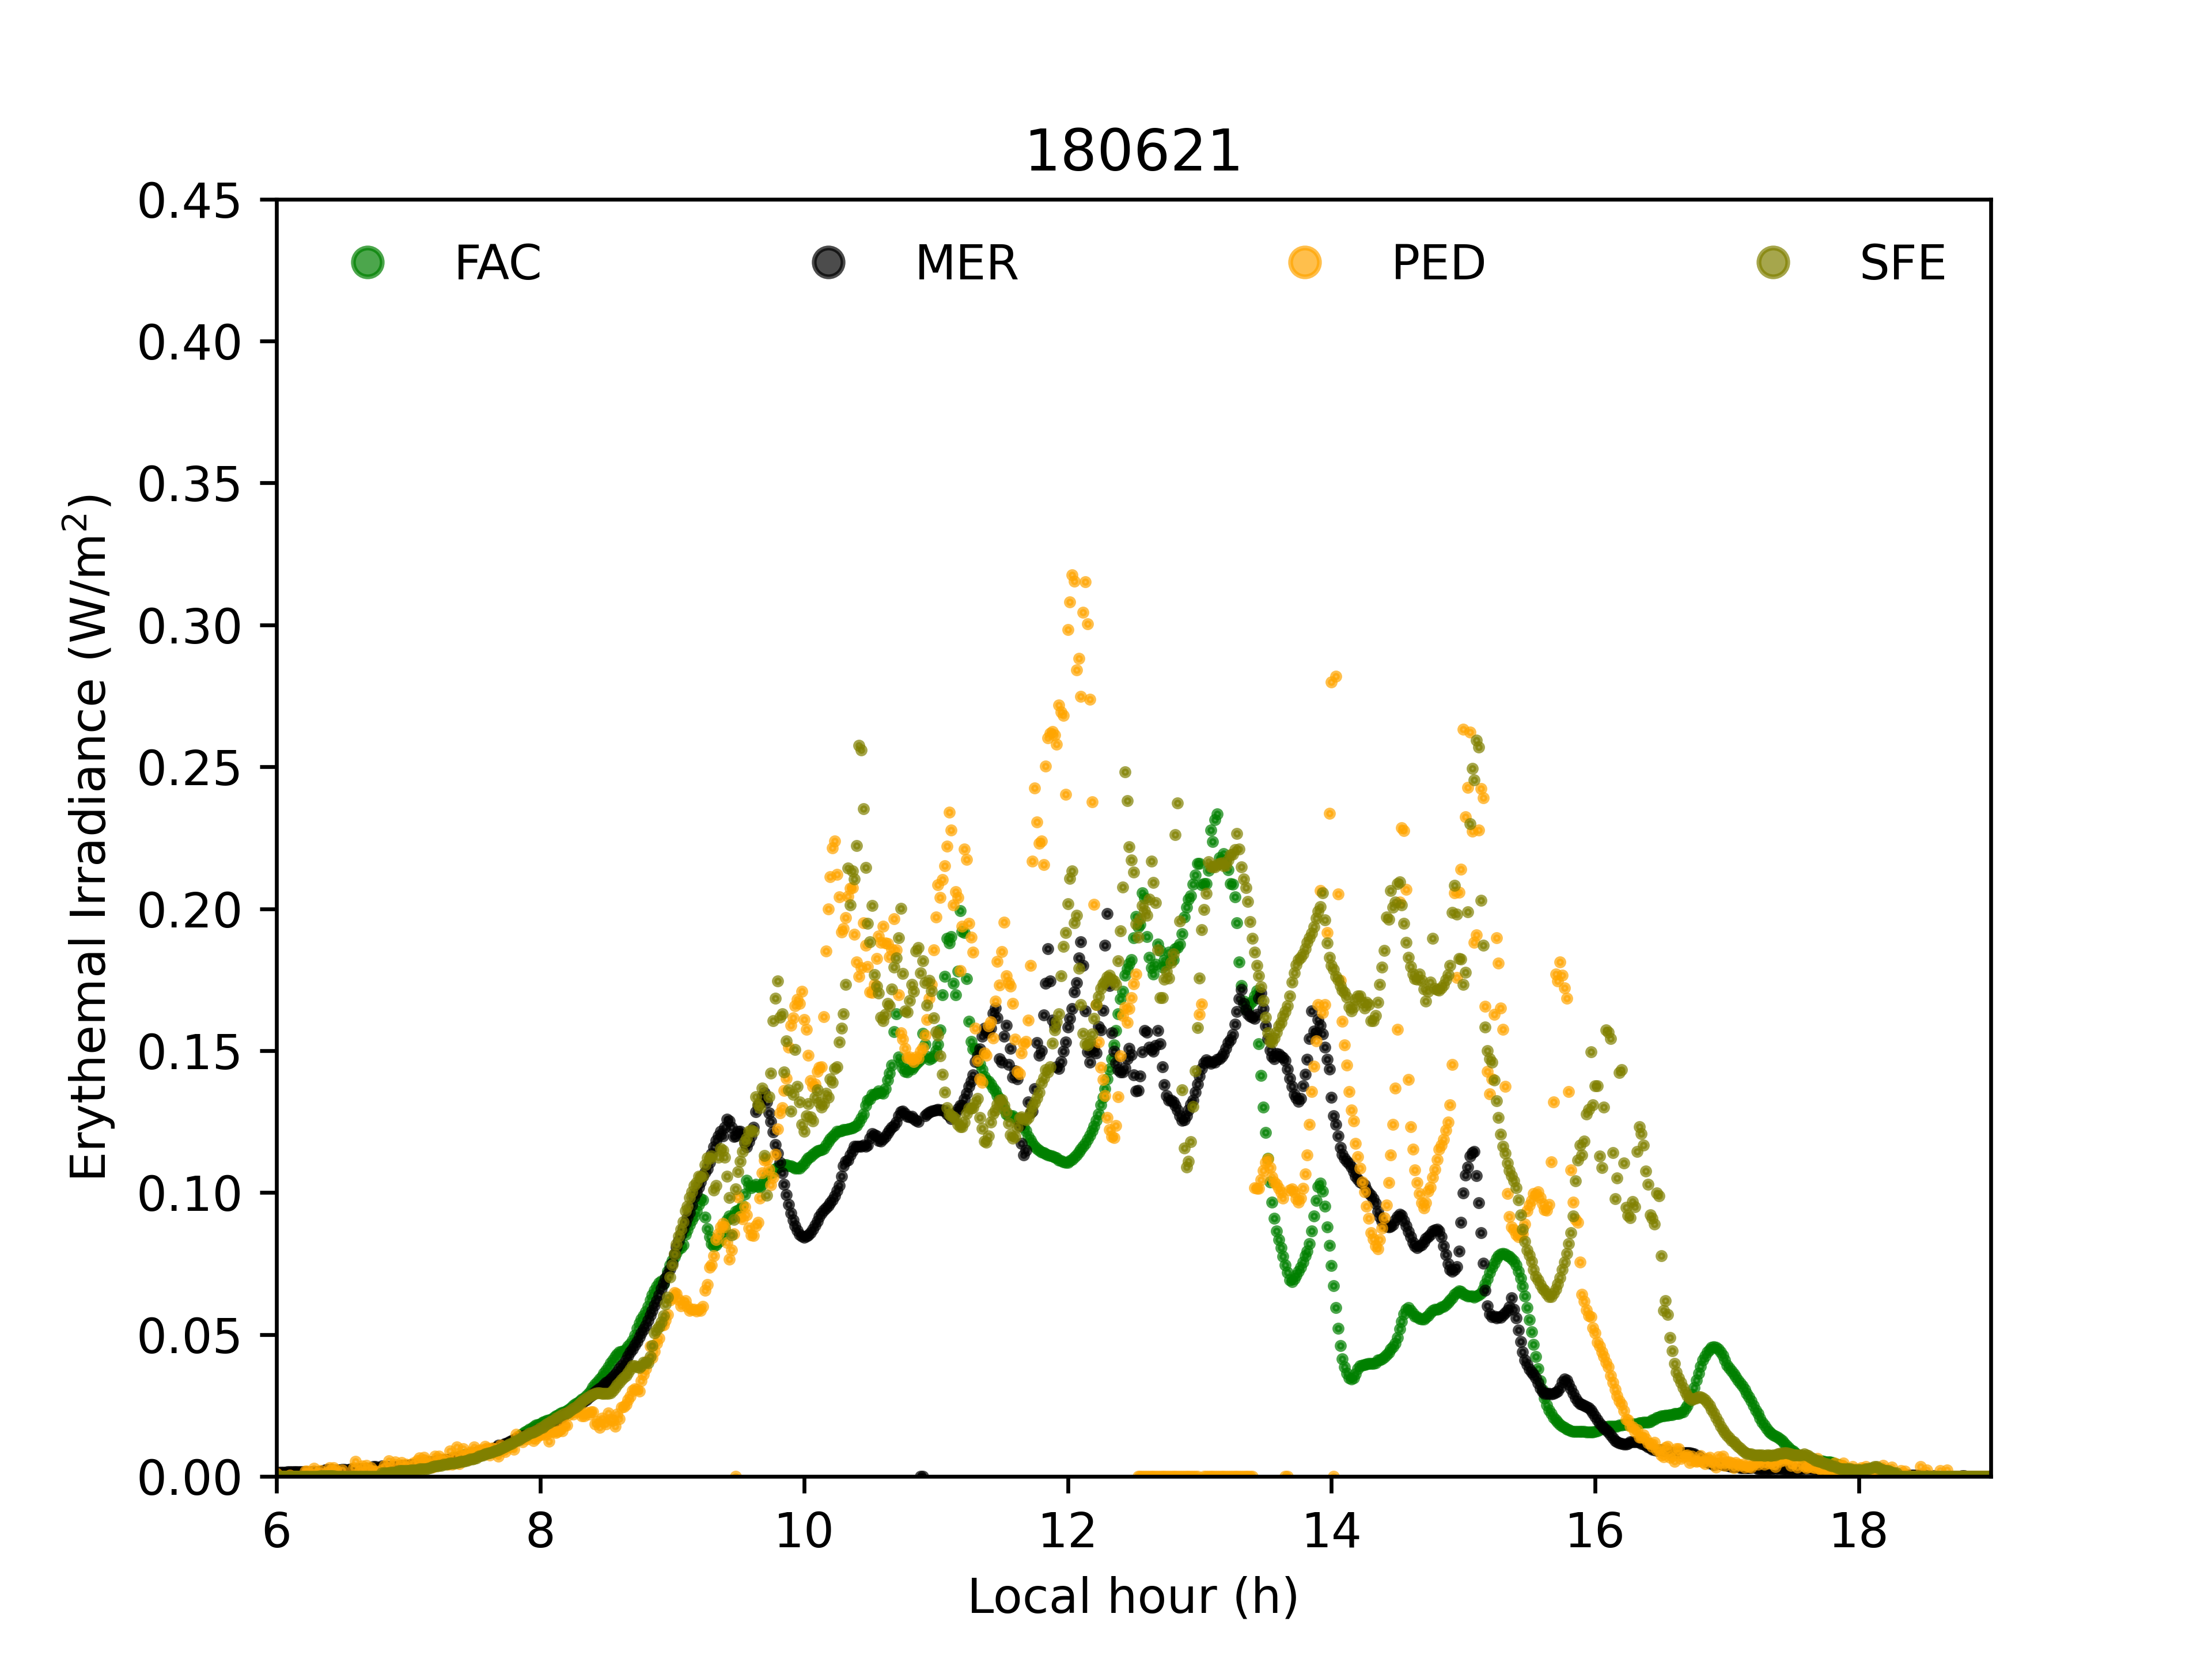 180621
FAC MER PED SFE
0.45
0.40
0.35
0.30
0.25
0.20
0.15
0.10
0.05
0.00
Erythemal Irradiance (W/m²)
6 8 10 12 14 16 18
Local hour (h)